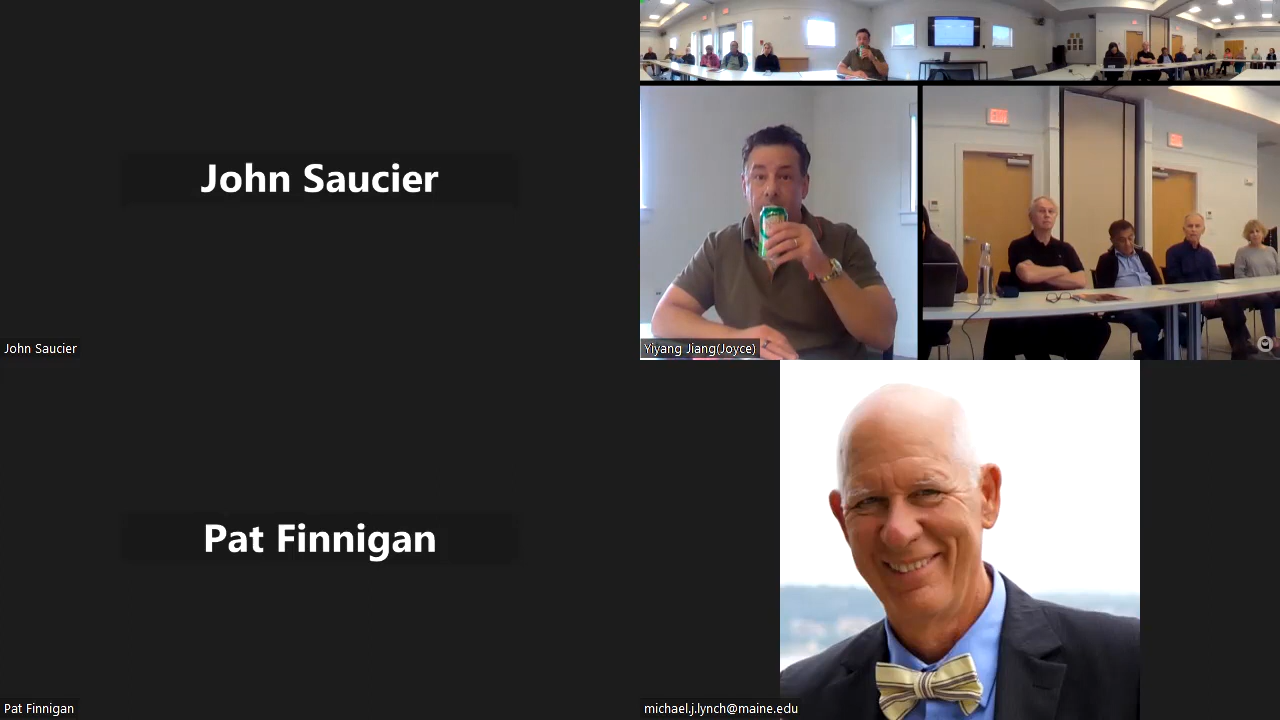 John Saucier
John Saucier
Yiyang Jiang(Joyce)
Pat Finnigan
Pat Finnigan
michael.j.lynch@maine.edu